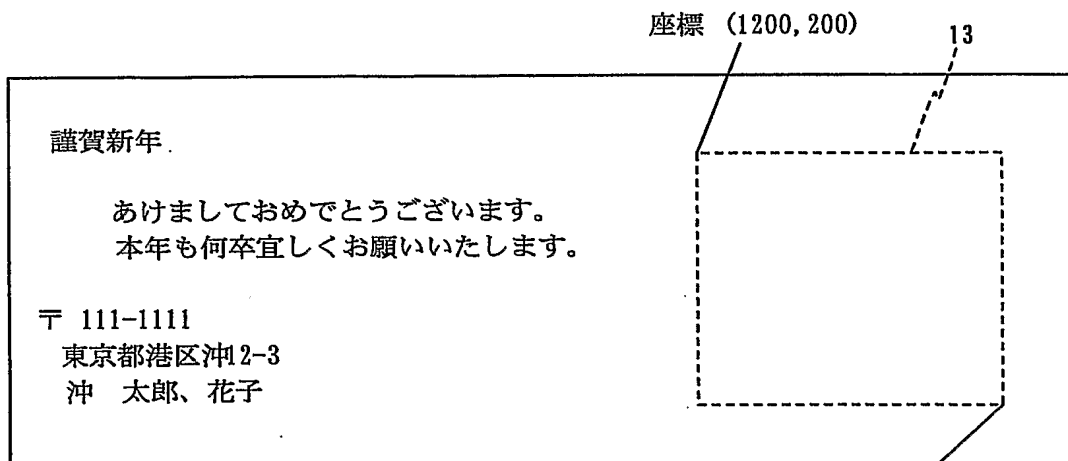 座標 (1200,200)
13
謹賀新年
あけましておめでとうございます。
本年も何卒宜しくお願いいたします。
〒 111-1111
東京都港区沖12-3
沖 太郎、花子